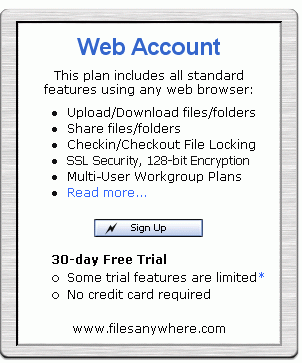 Web Account
This plan includes all standard
features using any web browser:
• Upload/Download files/folders
• Share files/folders
• Checkin/Checkout File Locking
• SSL Security, 128-bit Encryption
• Multi-User Workgroup Plans
• Read more...
Sign Up
30-day Free Trial
○ Some trial features are limited*
○ No credit card required
www.filesanywhere.com